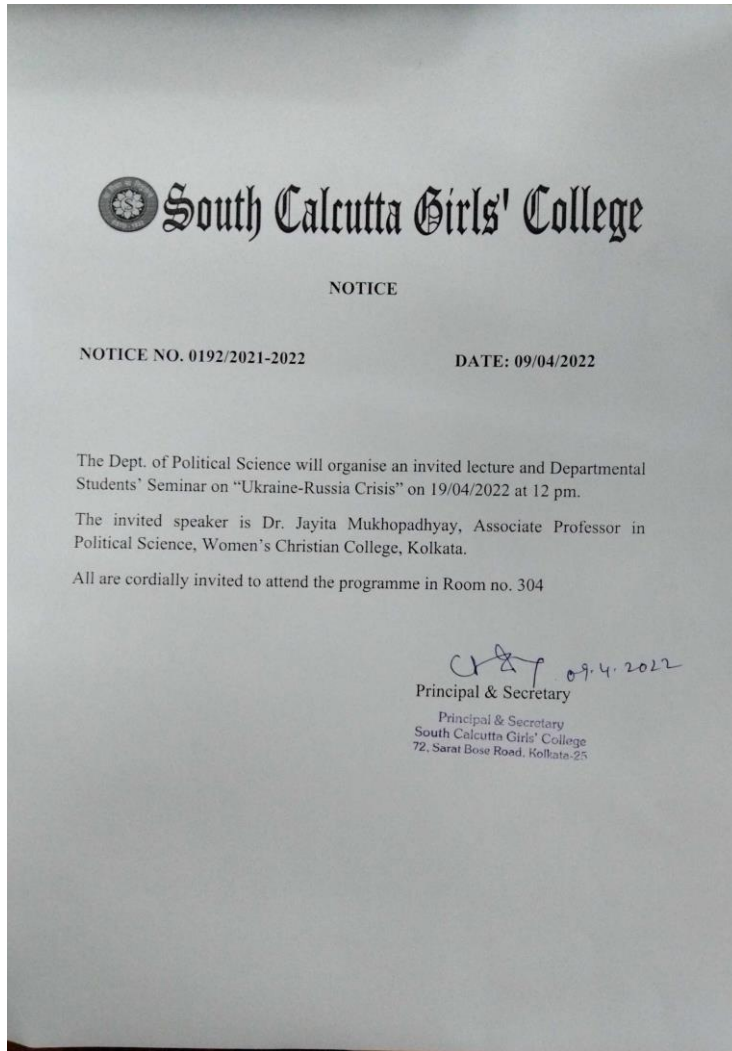 South Calcutta Girls' College
NOTICE
NOTICE NO. 0192/2021-2022 DATE: 09/04/2022
The Dept. of Political Science will organise an invited lecture and Departmental
Students’ Seminar on “Ukraine-Russia Crisis” on 19/04/2022 at 12 pm.
The invited speaker is Dr. Jayita Mukhopadhyay, Associate Professor in
Political Science, Women’s Christian College, Kolkata.
All are cordially invited to attend the programme in Room no. 304
09.4.2022
Principal & Secretary
Principal & Secretary
South Calcutta Girls' College
72, Sarat Bose Road, Kolkata-25